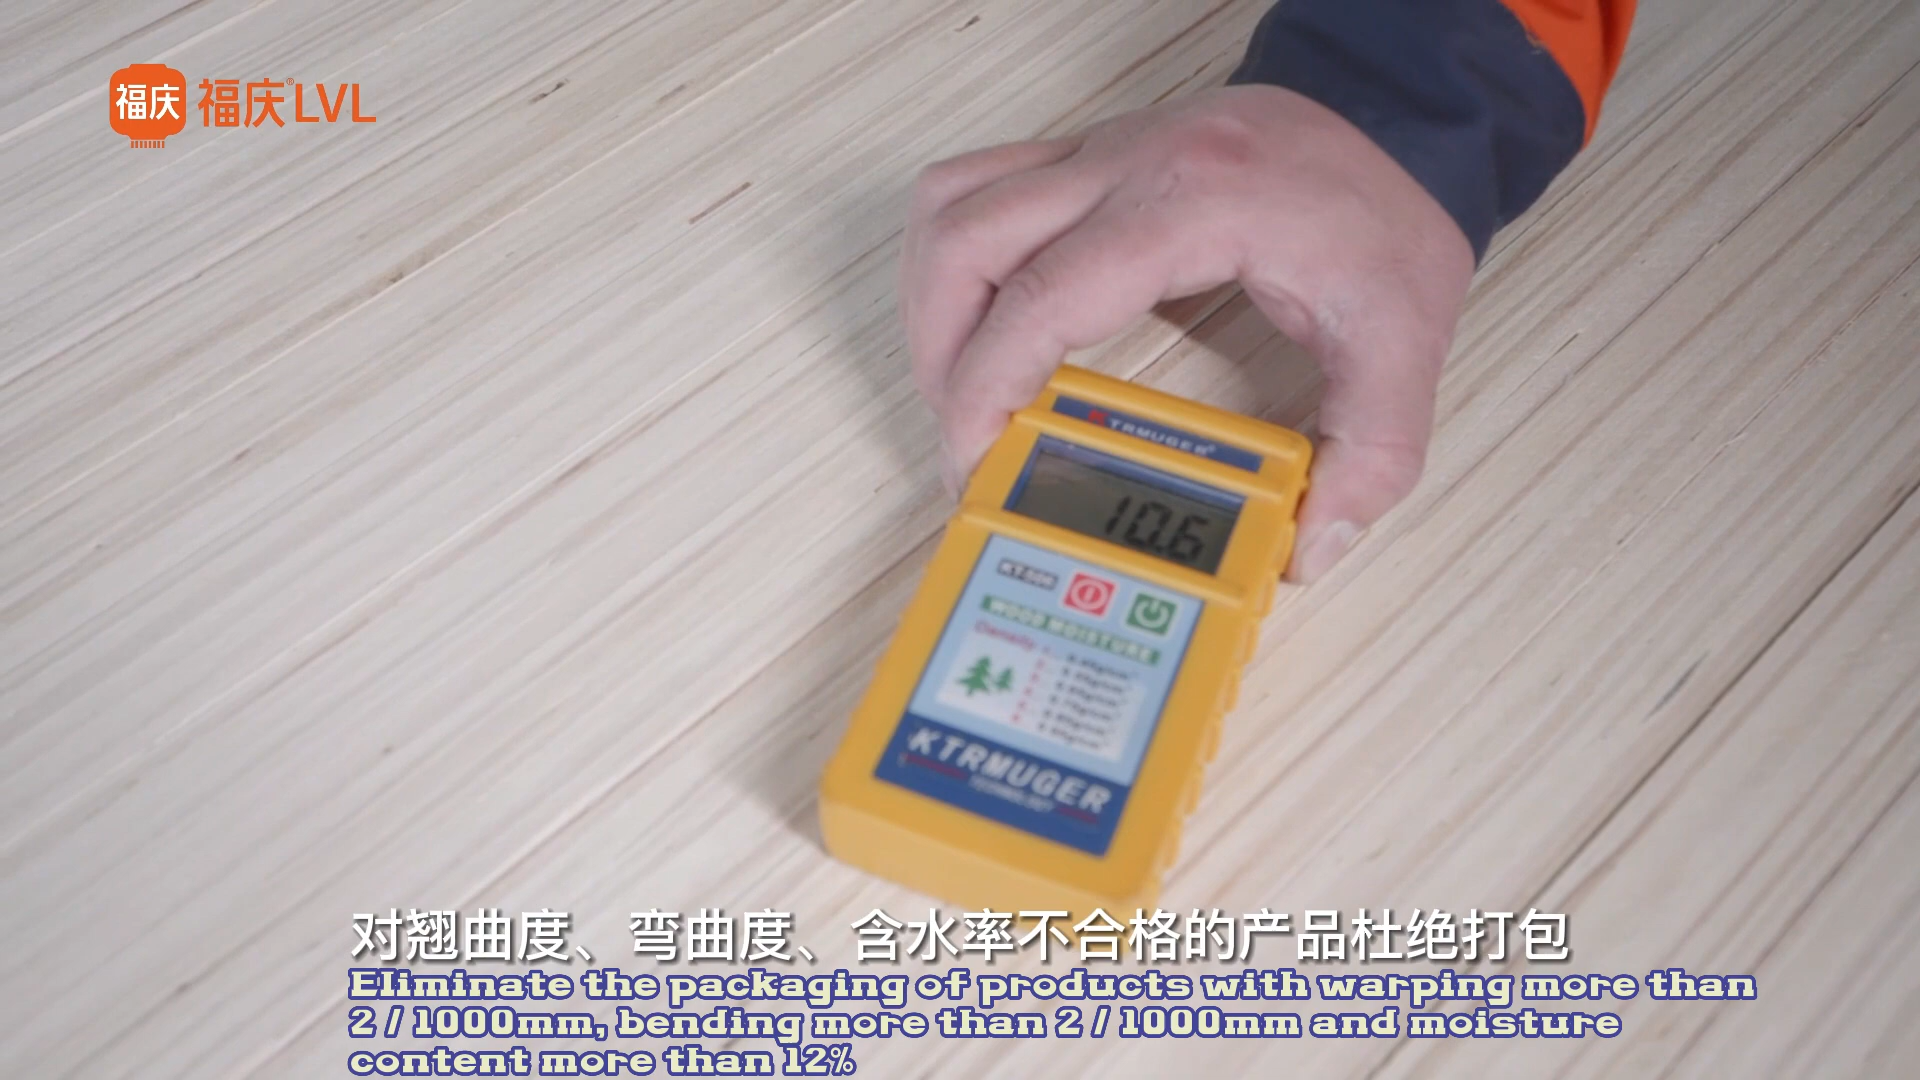 福庆 福庆®LVL
KTRMUGER®
10.6
WOOD MOISTURE
Density
KTRMUGER
TECHNOLOGY
对翘曲度、弯曲度、含水率不合格的产品杜绝打包
Eliminate the packaging of products with warping more than
2 / 1000mm, bending more than 2 / 1000mm and moisture
content more than 12%